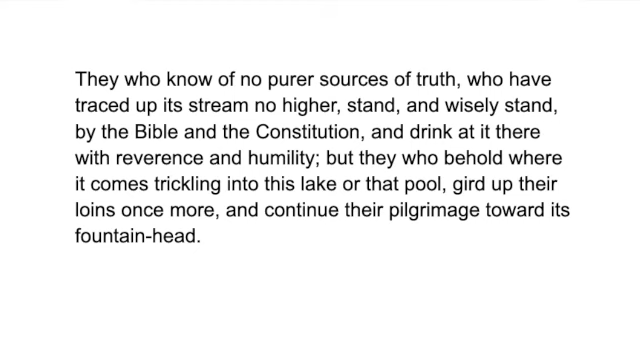 They who know of no purer sources of truth, who have
traced up its stream no higher, stand, and wisely stand,
by the Bible and the Constitution, and drink at it there
with reverence and humility; but they who behold where
it comes trickling into this lake or that pool, gird up their
loins once more, and continue their pilgrimage toward its
fountain-head.